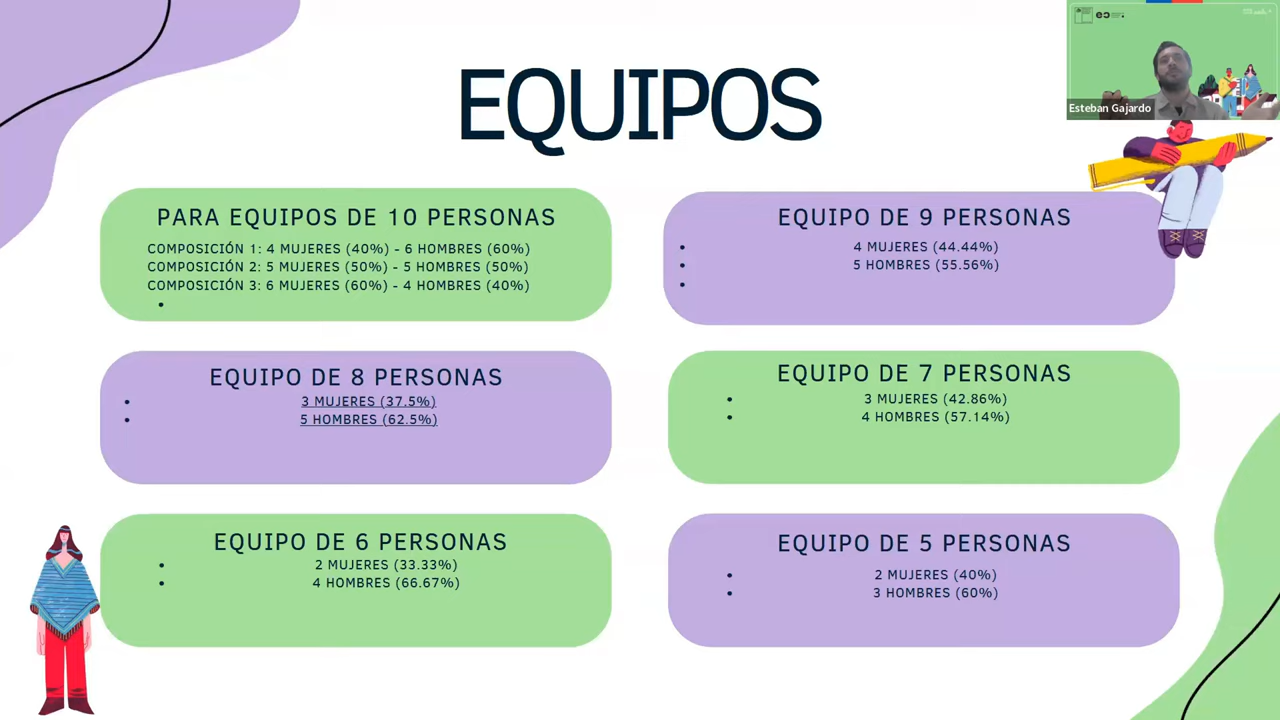 EQUIPOS
Esteban Gajardo
PARA EQUIPOS DE 10 PERSONAS
COMPOSICIÓN 1: 4 MUJERES (40%) - 6 HOMBRES (60%)
COMPOSICIÓN 2: 5 MUJERES (50%) - 5 HOMBRES (50%)
COMPOSICIÓN 3: 6 MUJERES (60%) - 4 HOMBRES (40%)
EQUIPO DE 9 PERSONAS
4 MUJERES (44.44%)
5 HOMBRES (55.56%)
EQUIPO DE 8 PERSONAS
3 MUJERES (37.5%)
5 HOMBRES (62.5%)
EQUIPO DE 7 PERSONAS
3 MUJERES (42.86%)
4 HOMBRES (57.14%)
EQUIPO DE 6 PERSONAS
2 MUJERES (33.33%)
4 HOMBRES (66.67%)
EQUIPO DE 5 PERSONAS
2 MUJERES (40%)
3 HOMBRES (60%)